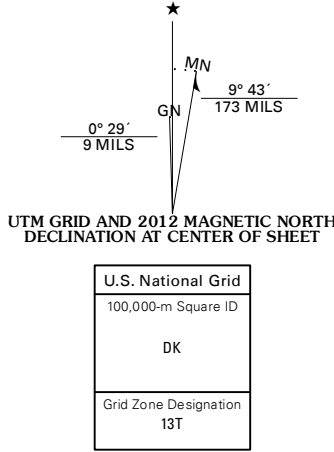 ★
MN
GN
9° 43´
173 MILS
0° 29´
9 MILS
UTM GRID AND 2012 MAGNETIC NORTH
DECLINATION AT CENTER OF SHEET
U.S. National Grid
100,000-m Square ID
DK
Grid Zone Designation
13T